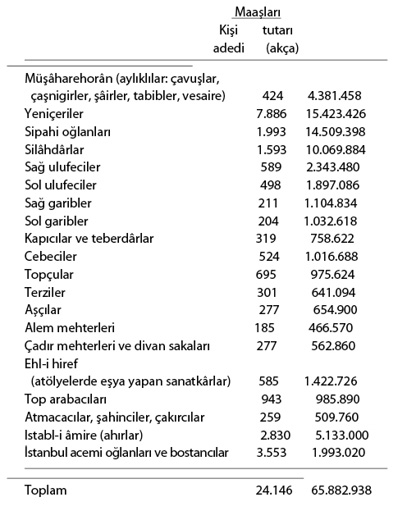 Maaşları
Kişi tutarı
adedi (akça)
Müşâharehorân (aylıklılar: çavuşlar,
çaşnigirler, şâirler, tabibler, vesaire) 424 4.381.458
Yeniçeriler 7.886 15.423.426
Sipahi oğlanları 1.993 14.509.398
Silâhdârlar 1.593 10.069.884
Sağ ulufeciler 589 2.343.480
Sol ulufeciler 498 1.897.086
Sağ garibler 211 1.104.834
Sol garibler 204 1.032.618
Kapıcılar ve teberdârlar 319 758.622
Cebeciler 524 1.016.688
Topçular 695 975.624
Terziler 301 641.094
Aşçılar 277 654.900
Alem mehterleri 185 466.570
Çadır mehterleri ve divan sakaları 277 562.860
Ehl-i hiref
(atölyelerde eşya yapan sanatkârlar) 585 1.422.726
Top arabacıları 943 985.890
Atmacacılar, şahinciler, çakırcılar 259 509.760
Istabl-i âmire (ahırlar) 2.830 5.133.000
İstanbul acemi oğlanları ve bostancılar 3.553 1.993.020
Toplam 24.146 65.882.938